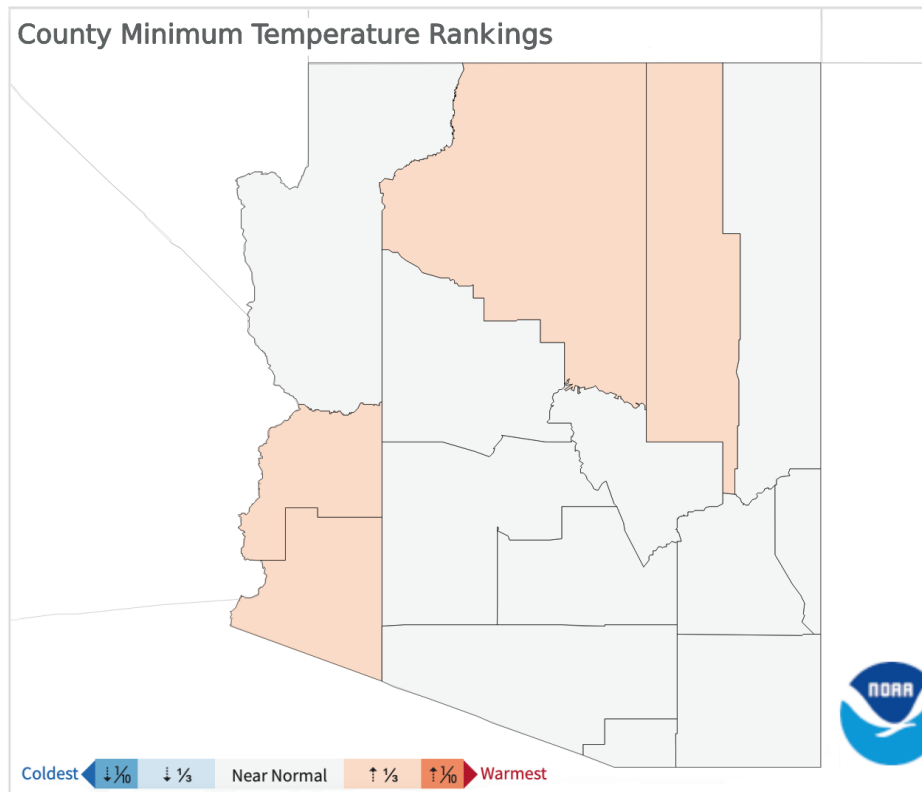 County Minimum Temperature Rankings
NOAA
Coldest ↓⅒ ↓⅓ Near Normal ↑⅓ ↑⅒ Warmest